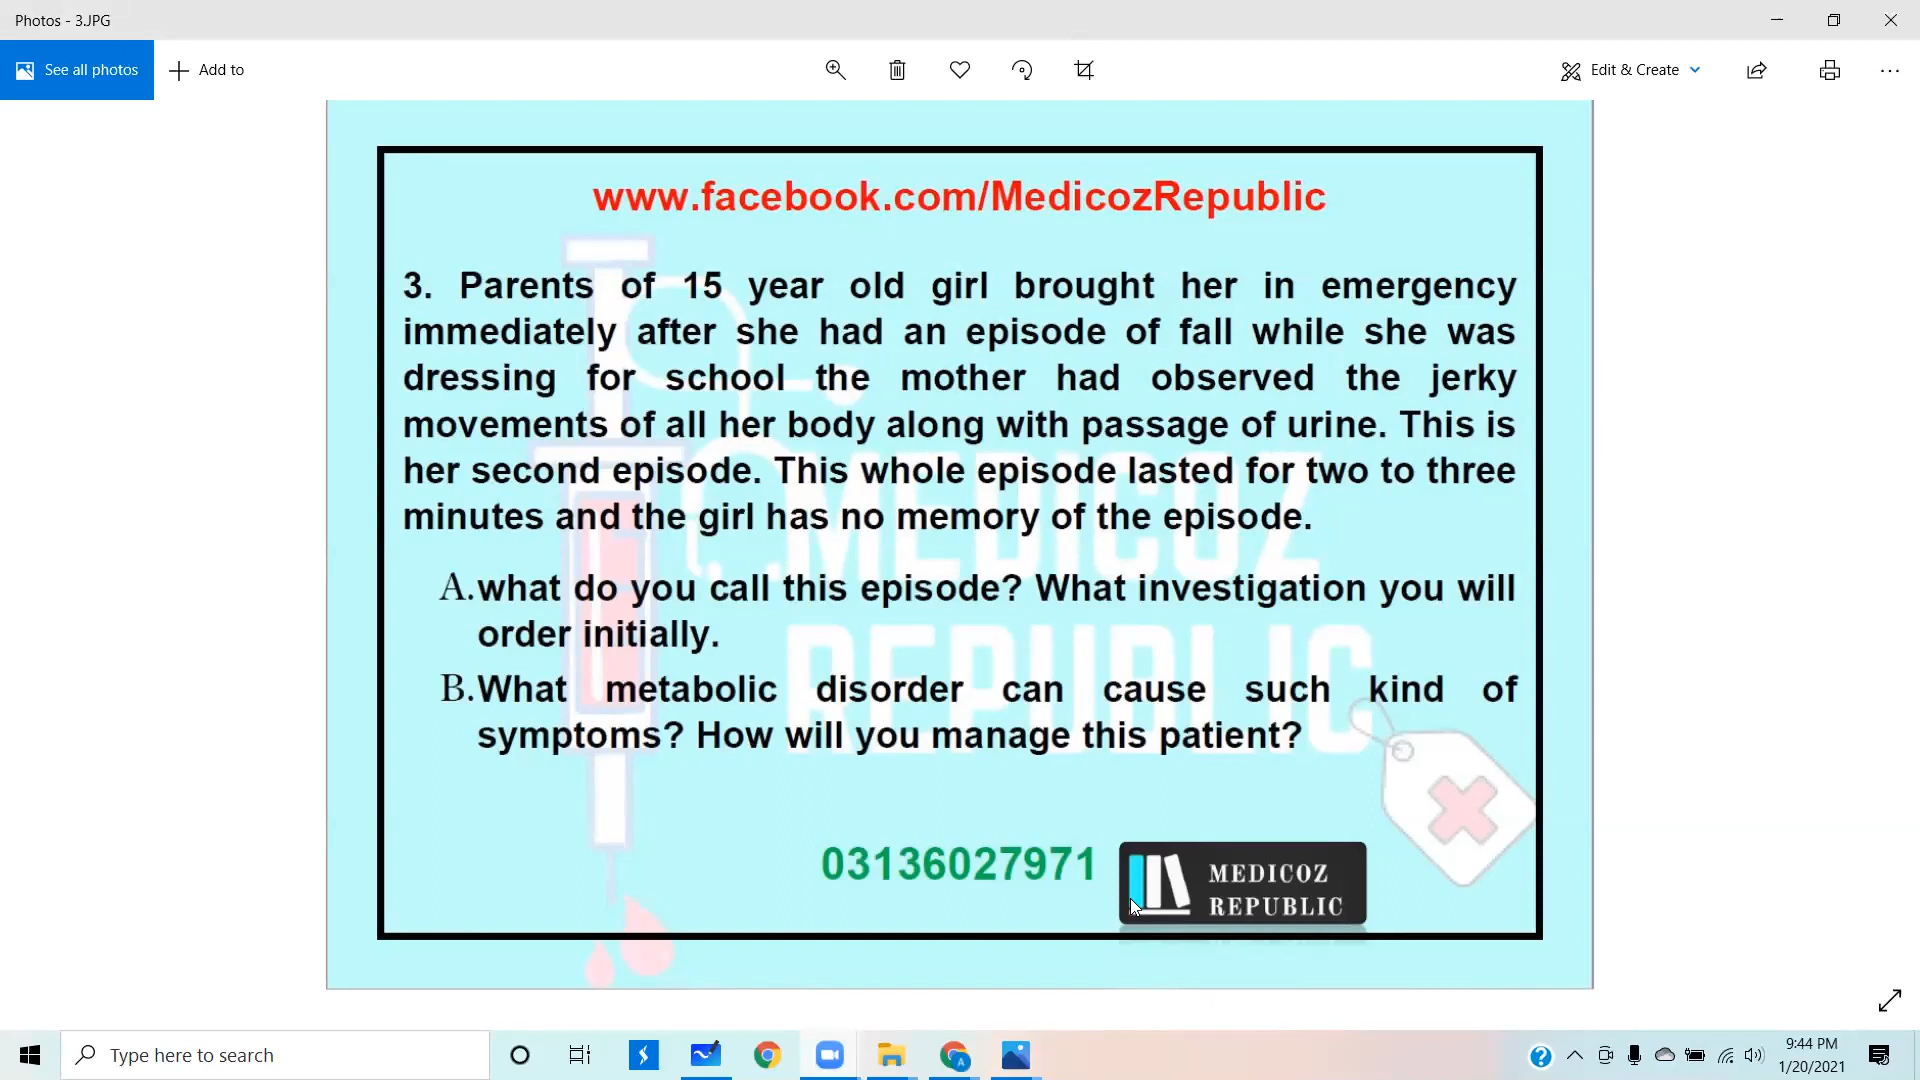 Photos - 3.JPG
See all photos
Add to
Edit & Create
www.facebook.com/MedicozRepublic
3. Parents of 15 year old girl brought her in emergency
immediately after she had an episode of fall while she was
dressing for school the mother had observed the jerky
movements of all her body along with passage of urine. This is
her second episode. This whole episode lasted for two to three
minutes and the girl has no memory of the episode.
A. what do you call this episode? What investigation you will
order initially.
B. What metabolic disorder can cause such kind of
symptoms? How will you manage this patient?
MEDICOZ
REPUBLIC
03136027971
MEDICOZ
REPUBLIC
Type here to search
9:44 PM
1/20/2021